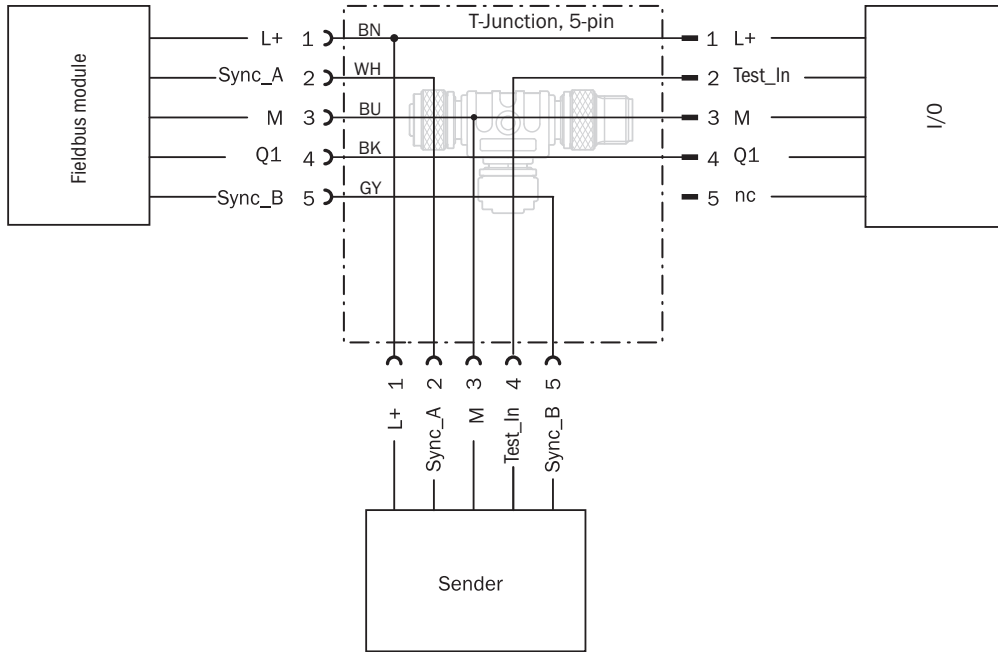 T-Junction, 5-pin
Fieldbus module
L+ 1 BN 1 L+
Sync_A 2 WH 2 Test_In
M 3 BU 3 M
Q1 4 BK 4 Q1
Sync_B 5 GY 5 nc
I/O
1 2 3 4 5
L+ Sync_A M Test_In Sync_B
Sender